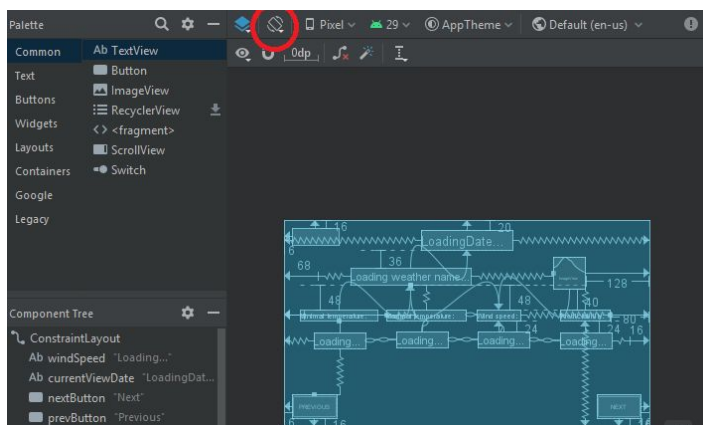 Palette
Pixel
29
AppTheme
Default (en-us)
Common
Ab TextView
0dp
Text
Button
Buttons
ImageView
Widgets
RecyclerView
Layouts
<> <fragment>
Containers
ScrollView
Google
Switch
Legacy
16
20
6
LoadingDate...
68
36
Loading weather name
128
48
48
40
80
wind speed :
24
24
16
Loading...
Loading...
Loading...
Loading...
PREVIOUS
NEXT
6
16
16
Component Tree
ConstraintLayout
Ab windSpeed "Loading..."
Ab currentViewDate "LoadingDat...
nextButton "Next"
prevButton "Previous"